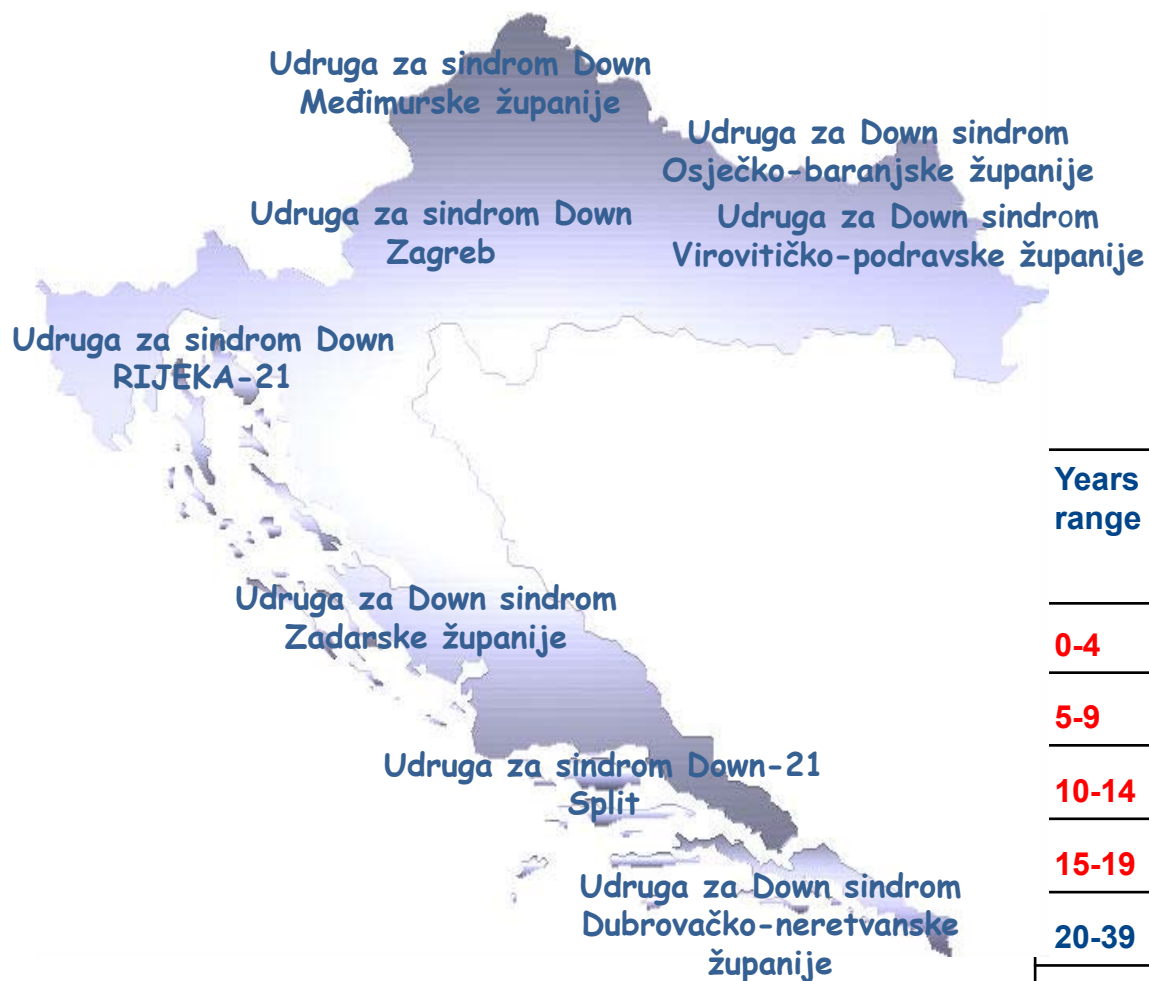 Udruga za sindrom Down
Međimurske županije
Udruga za Down sindrom
Osječko-baranjske županije
Udruga za sindrom Down
Zagreb
Udruga za Down sindrom
Virovitičko-podravske županije
Udruga za sindrom Down
RIJEKA-21
Udruga za Down sindrom
Zadarske županije
Udruga za sindrom Down-21
Split
Udruga za Down sindrom
Dubrovačko-neretvanske
županije
Years
range
0-4
5-9
10-14
15-19
20-39